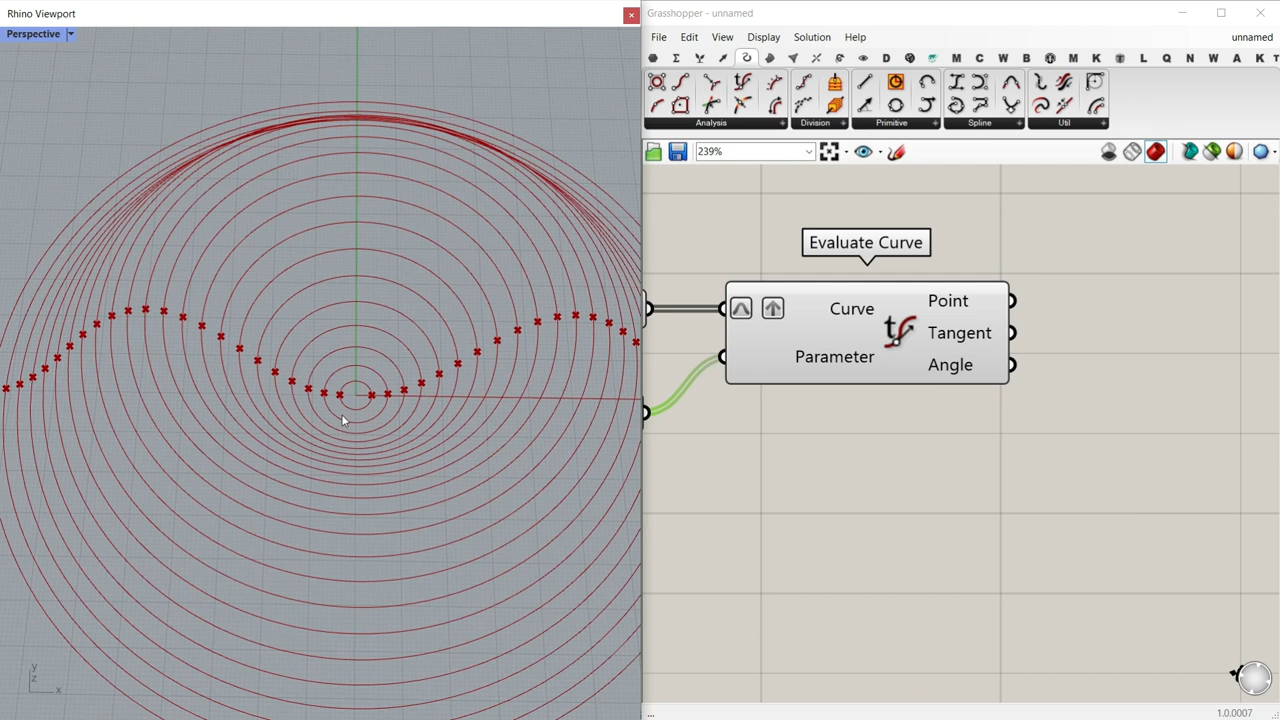 Rhino Viewport
Perspective
y
z
x
Grasshopper - unnamed
File Edit View Display Solution Help unnamed
D M C W B M K L Q N W A K T
Analysis Division Primitive Spline Util
239%
Evaluate Curve
Curve
Parameter
Point
Tangent
Angle
...
1.0.0007